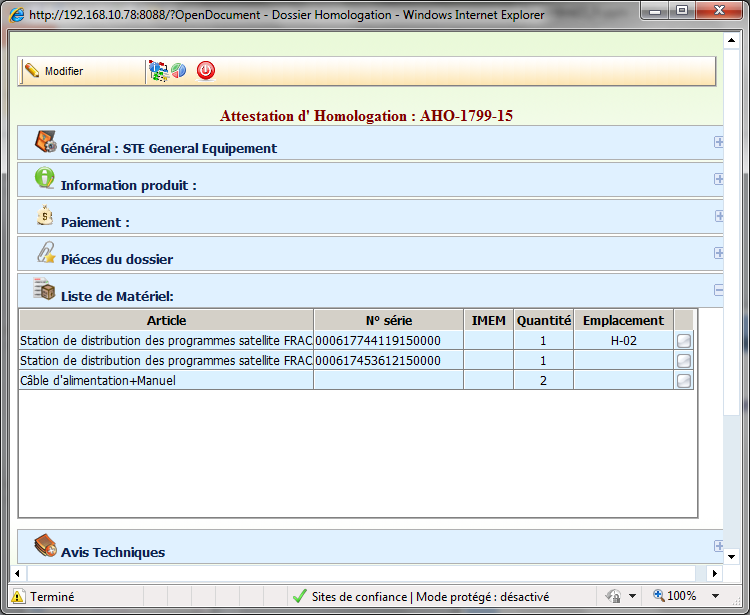 http://192.168.10.78:8088/?OpenDocument - Dossier Homologation - Windows Internet Explorer
Modifier
Attestation d' Homologation : AHO-1799-15
Général : STE General Equipement
Information produit :
Paiement :
Piéces du dossier
Liste de Matériel:
Article N° série IMEM Quantité Emplacement
Station de distribution des programmes satellite FRAC 000617744119150000 1 H-02
Station de distribution des programmes satellite FRAC 000617453612150000 1
Câble d'alimentation+Manuel 2
Avis Techniques
Terminé Sites de confiance | Mode protégé : désactivé 100%